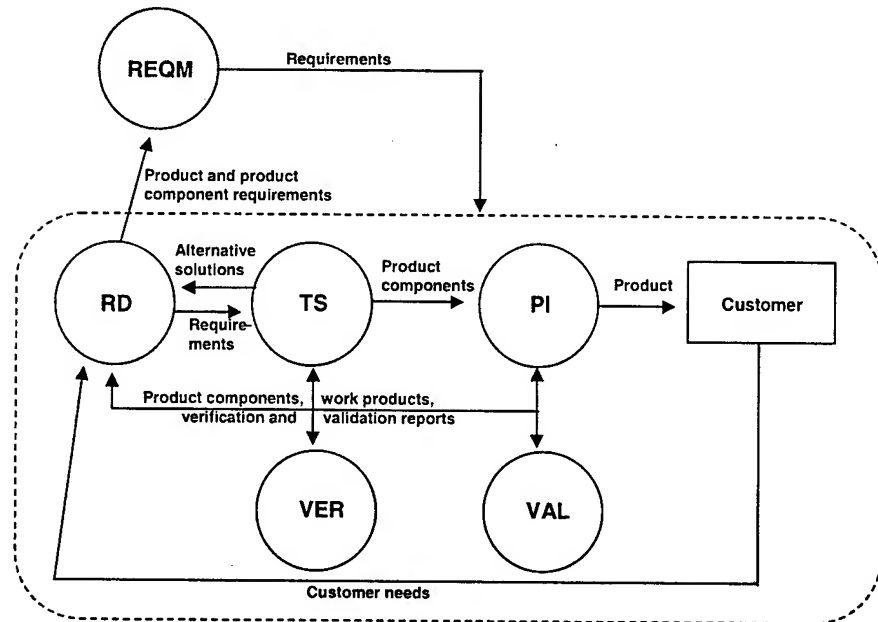 REQM
Requirements
Product and product
component requirements
Alternative
solutions
Product
components
Product
RD
TS
PI
Customer
Require-
ments
Product components,
work products,
verification and
validation reports
VER
VAL
Customer needs